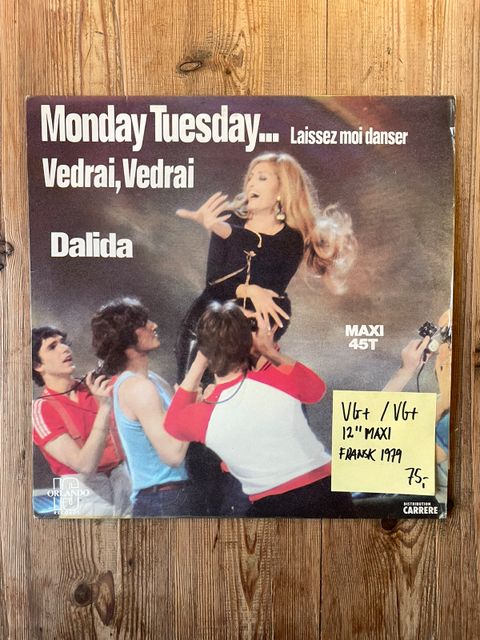 Monday Tuesday... Laissez moi danser
Vedrai, Vedrai
Dalida
MAXI
45T
VG+ / VG+
12" MAXI
FRANSK 1979
75,-
ORLANDO
DISTRIBUTION
CARRERE